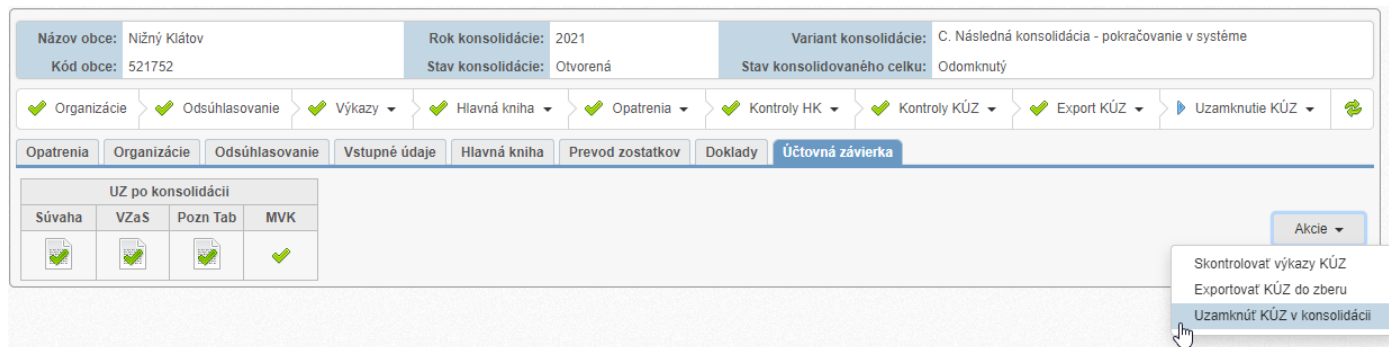 Názov obce: Nižný Klátov Rok konsolidácie: 2021 Variant konsolidácie: C. Následná konsolidácia - pokračovanie v systéme
Kód obce: 521752 Stav konsolidácie: Otvorená Stav konsolidovaného celku: Odomknutý
Organizácie Odsúhlasovanie Výkazy Hlavná kniha Opatrenia Kontroly HK Kontroly KÚZ Export KÚZ Uzamknutie KÚZ
Opatrenia Organizácie Odsúhlasovanie Vstupné údaje Hlavná kniha Prevod zostatkov Doklady Účtovná závierka
UZ po konsolidácii
Súvaha VZaS Pozn Tab MVK
Akcie
Skontrolovať výkazy KÚZ
Exportovať KÚZ do zberu
Uzamknúť KÚZ v konsolidácii